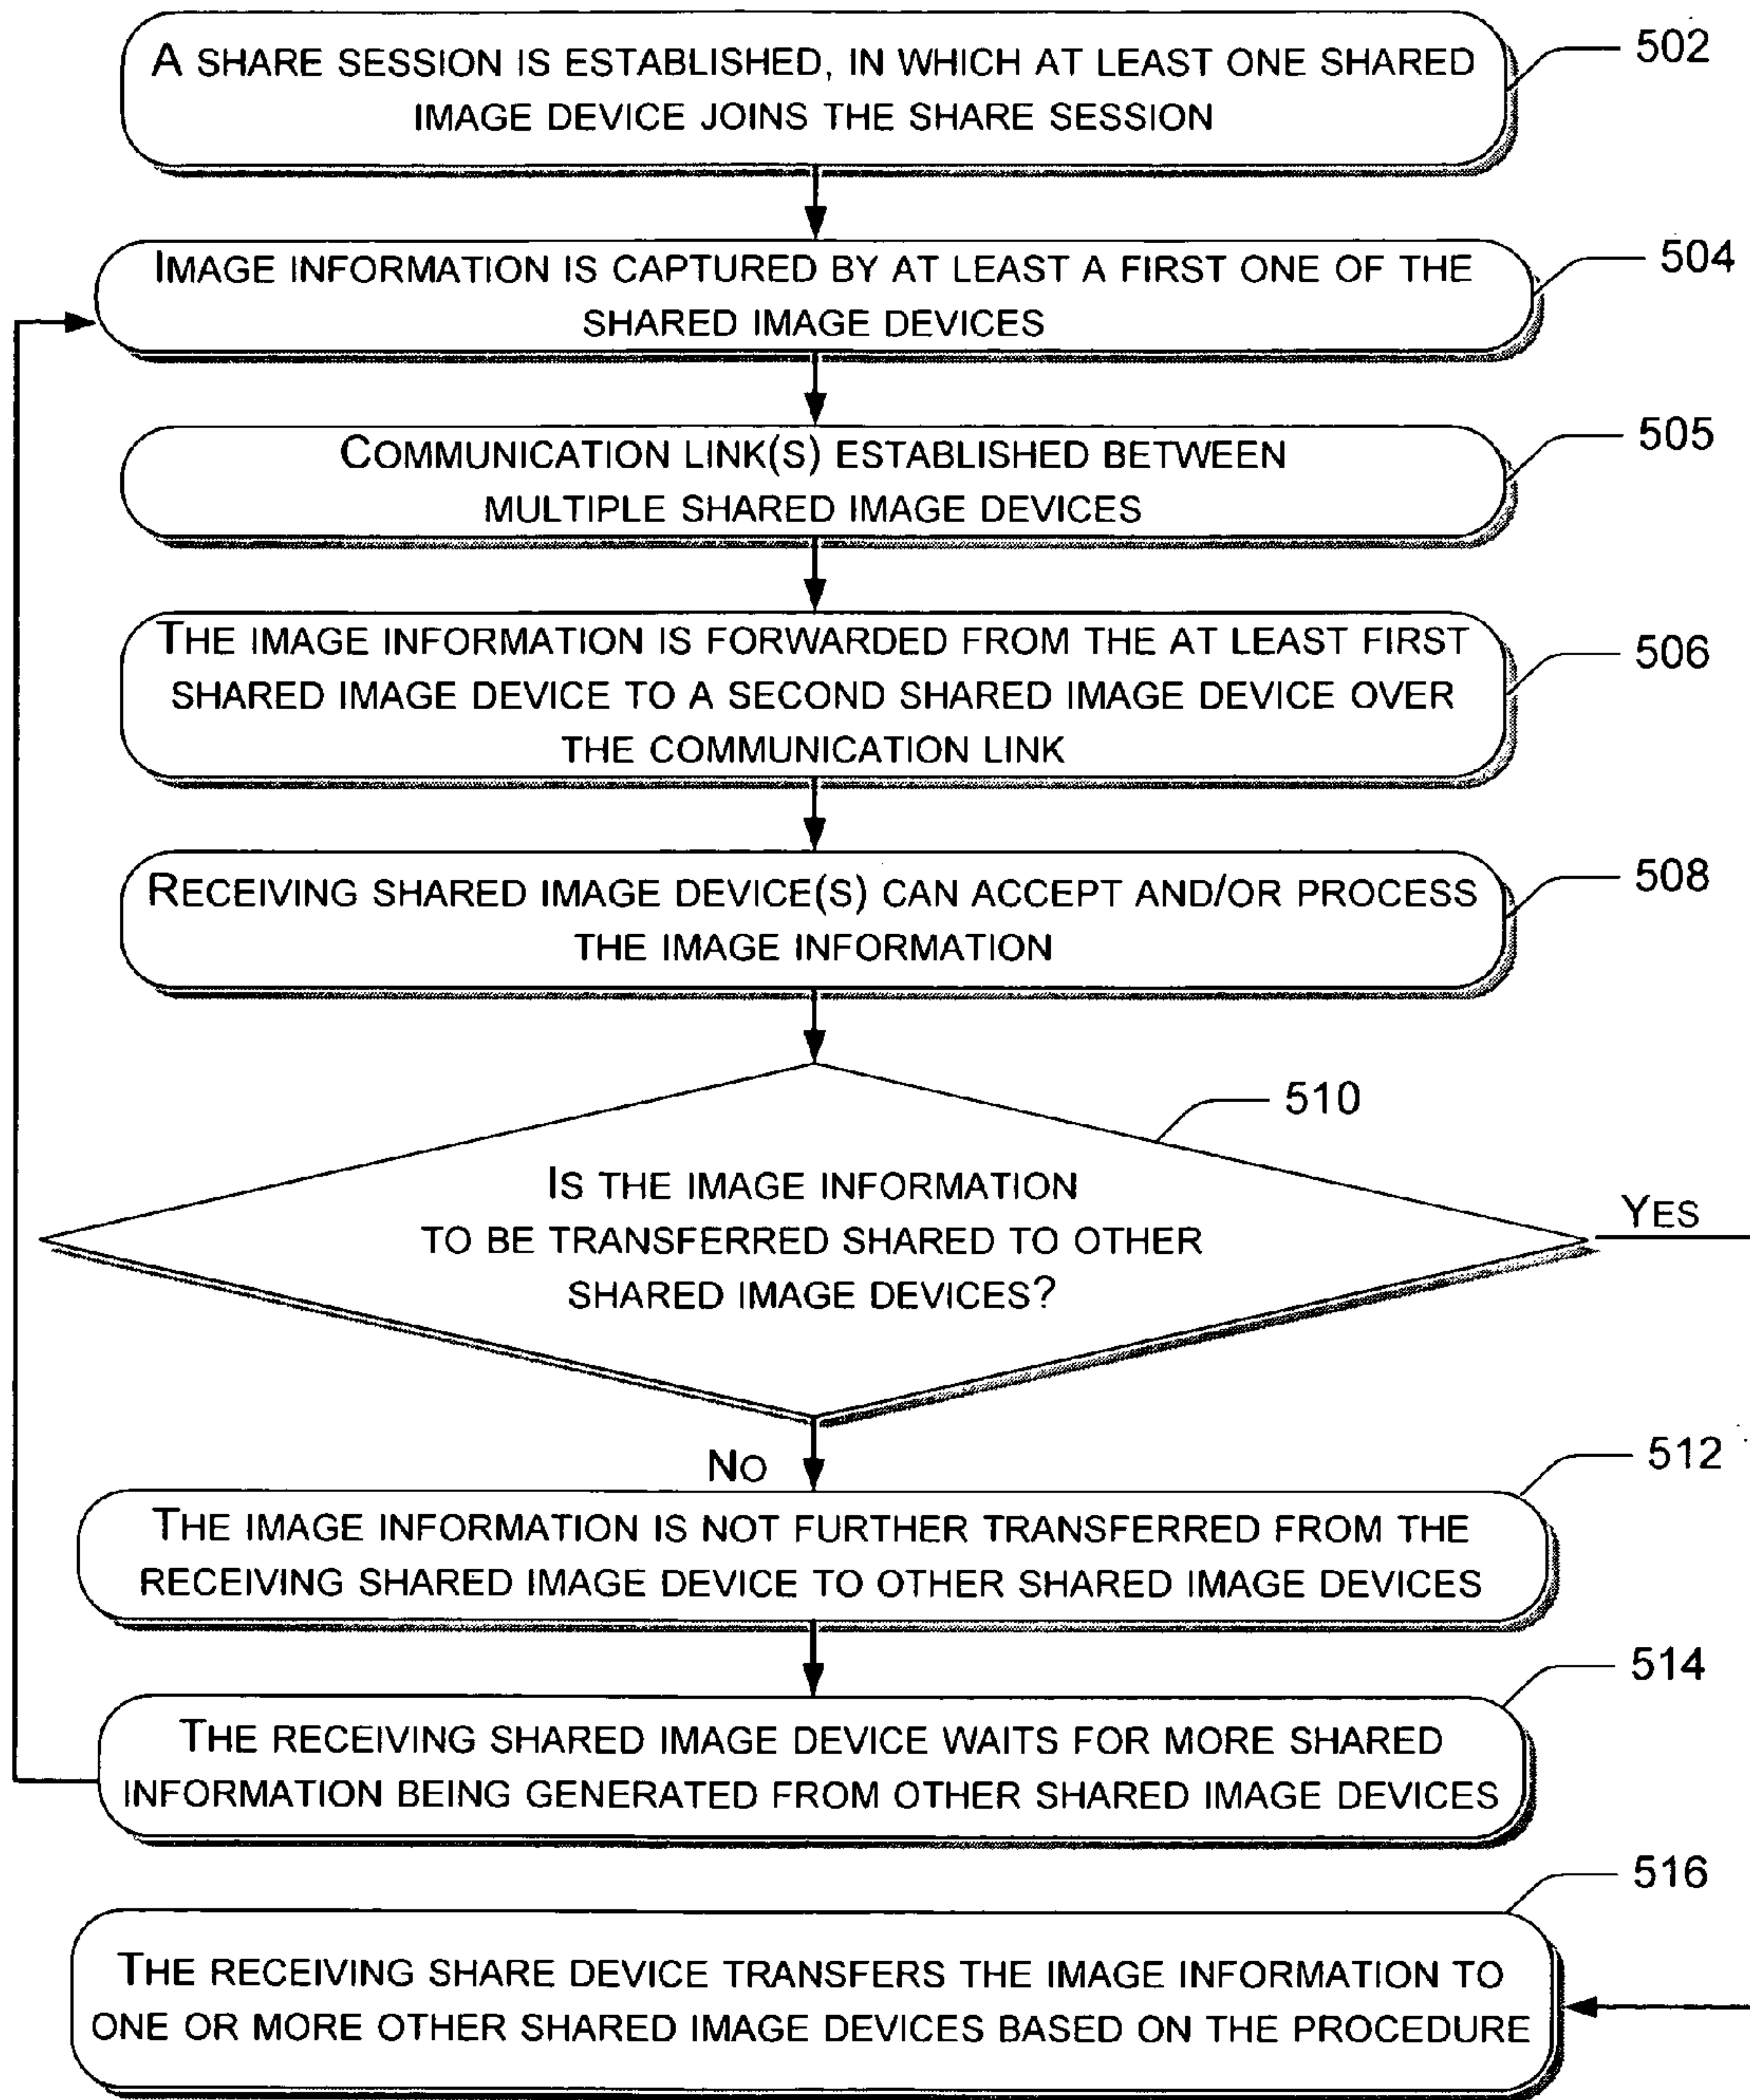 A SHARE SESSION IS ESTABLISHED, IN WHICH AT LEAST ONE SHARED
IMAGE DEVICE JOINS THE SHARE SESSION
502
IMAGE INFORMATION IS CAPTURED BY AT LEAST A FIRST ONE OF THE
SHARED IMAGE DEVICES
504
COMMUNICATION LINK(S) ESTABLISHED BETWEEN
MULTIPLE SHARED IMAGE DEVICES
505
THE IMAGE INFORMATION IS FORWARDED FROM THE AT LEAST FIRST
SHARED IMAGE DEVICE TO A SECOND SHARED IMAGE DEVICE OVER
THE COMMUNICATION LINK
506
RECEIVING SHARED IMAGE DEVICE(S) CAN ACCEPT AND/OR PROCESS
THE IMAGE INFORMATION
508
510
IS THE IMAGE INFORMATION
TO BE TRANSFERRED SHARED TO OTHER
SHARED IMAGE DEVICES?
YES
NO
512
THE IMAGE INFORMATION IS NOT FURTHER TRANSFERRED FROM THE
RECEIVING SHARED IMAGE DEVICE TO OTHER SHARED IMAGE DEVICES
514
THE RECEIVING SHARED IMAGE DEVICE WAITS FOR MORE SHARED
INFORMATION BEING GENERATED FROM OTHER SHARED IMAGE DEVICES
516
THE RECEIVING SHARE DEVICE TRANSFERS THE IMAGE INFORMATION TO
ONE OR MORE OTHER SHARED IMAGE DEVICES BASED ON THE PROCEDURE